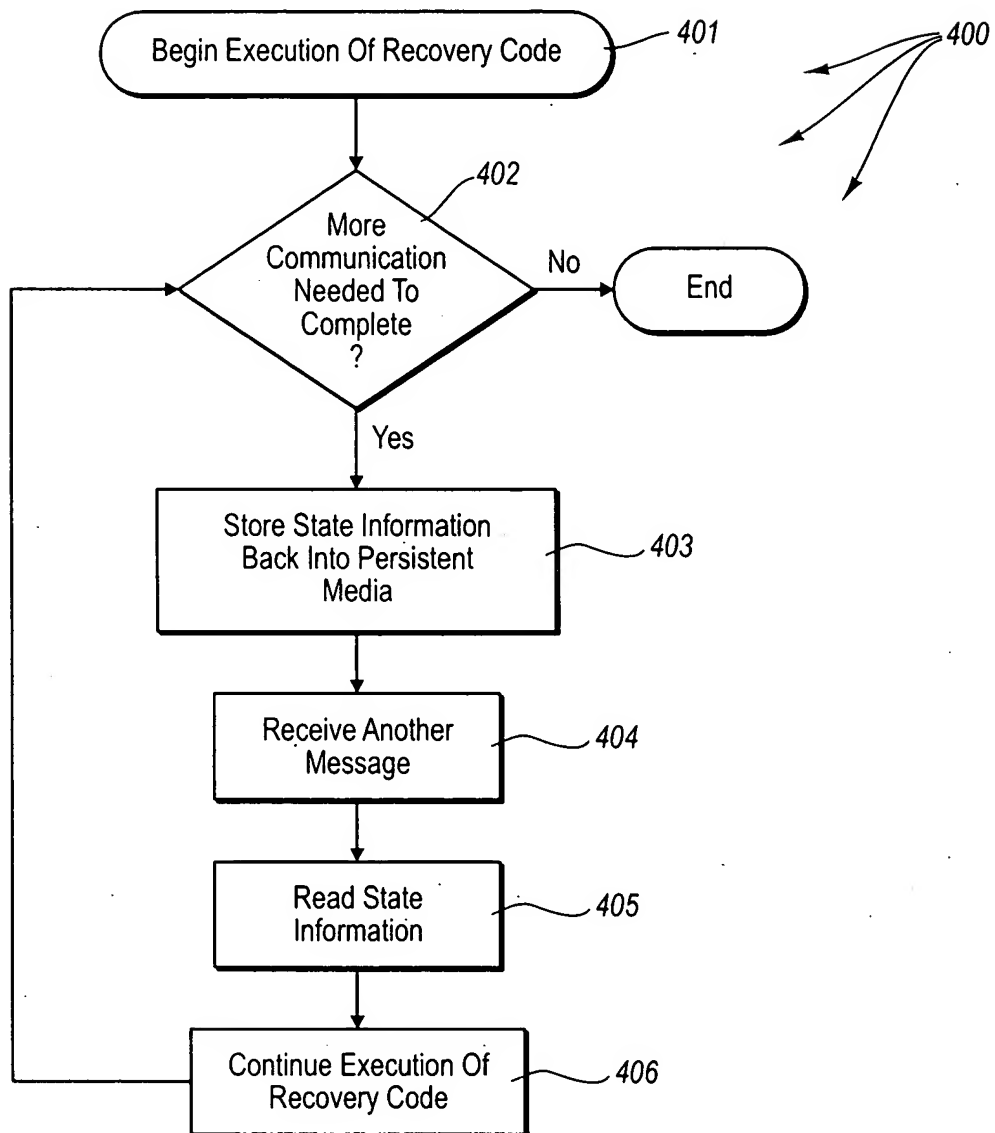 Begin Execution Of Recovery Code
401
400
402
More
Communication
Needed To
Complete
?
No
End
Yes
Store State Information
Back Into Persistent
Media
403
Receive Another
Message
404
Read State
Information
405
Continue Execution Of
Recovery Code
406